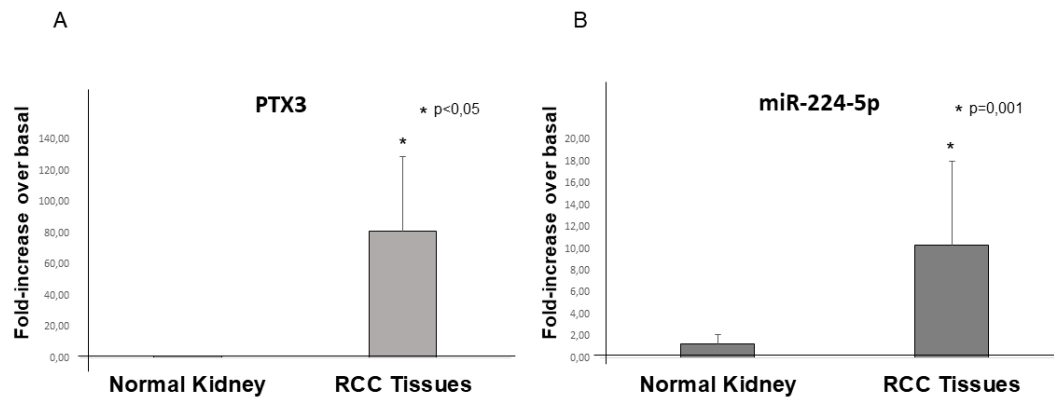 A
PTX3
* p<0,05
*
Fold-increase over basal
140,00
120,00
100,00
80,00
60,00
40,00
20,00
0,00
Normal Kidney
RCC Tissues
B
miR-224-5p
* p=0,001
*
Fold-increase over basal
20,00
18,00
16,00
14,00
12,00
10,00
8,00
6,00
4,00
2,00
0,00
Normal Kidney
RCC Tissues